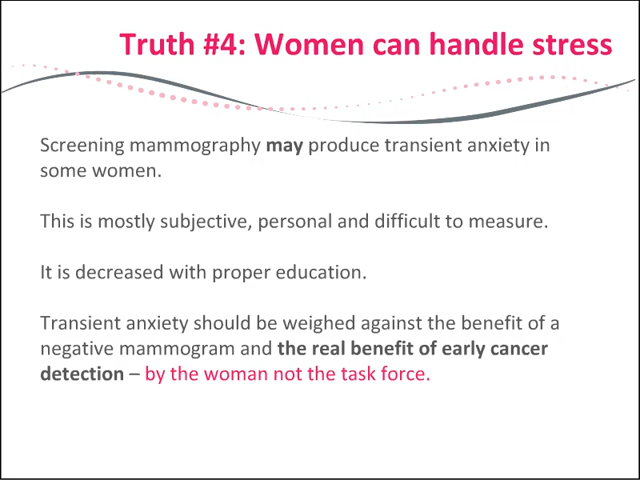 Truth #4: Women can handle stress
Screening mammography may produce transient anxiety in
some women.
This is mostly subjective, personal and difficult to measure.
It is decreased with proper education.
Transient anxiety should be weighed against the benefit of a
negative mammogram and the real benefit of early cancer
detection – by the woman not the task force.